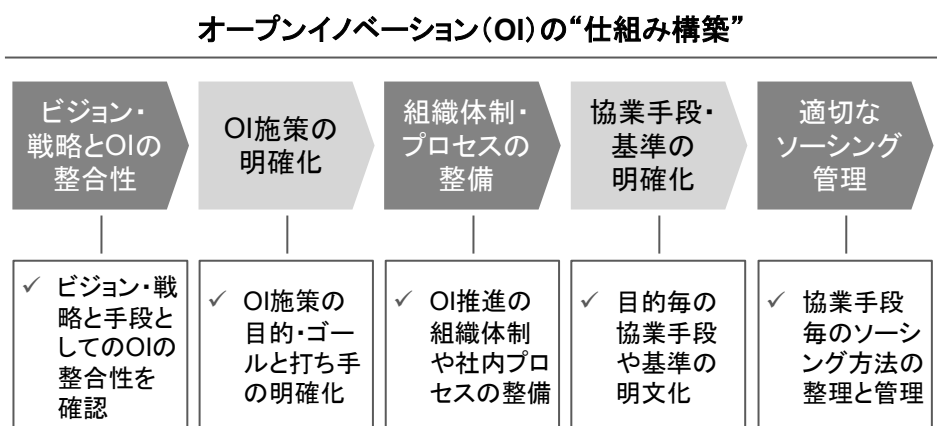 オープンイノベーション（OI）の“仕組み構築”
ビジョン・
戦略とOIの
整合性
OI施策の
明確化
組織体制・
プロセスの
整備
協業手段・
基準の
明確化
適切な
ソーシング
管理
✓ ビジョン・戦
略と手段と
してのOIの
整合性を
確認
✓ OI施策の
目的・ゴー
ルと打ち手
の明確化
✓ OI推進の
組織体制
や社内プロ
セスの整備
✓ 目的毎の
協業手段
や基準の
明文化
✓ 協業手段
毎のソーシ
ング方法の
整理と管理